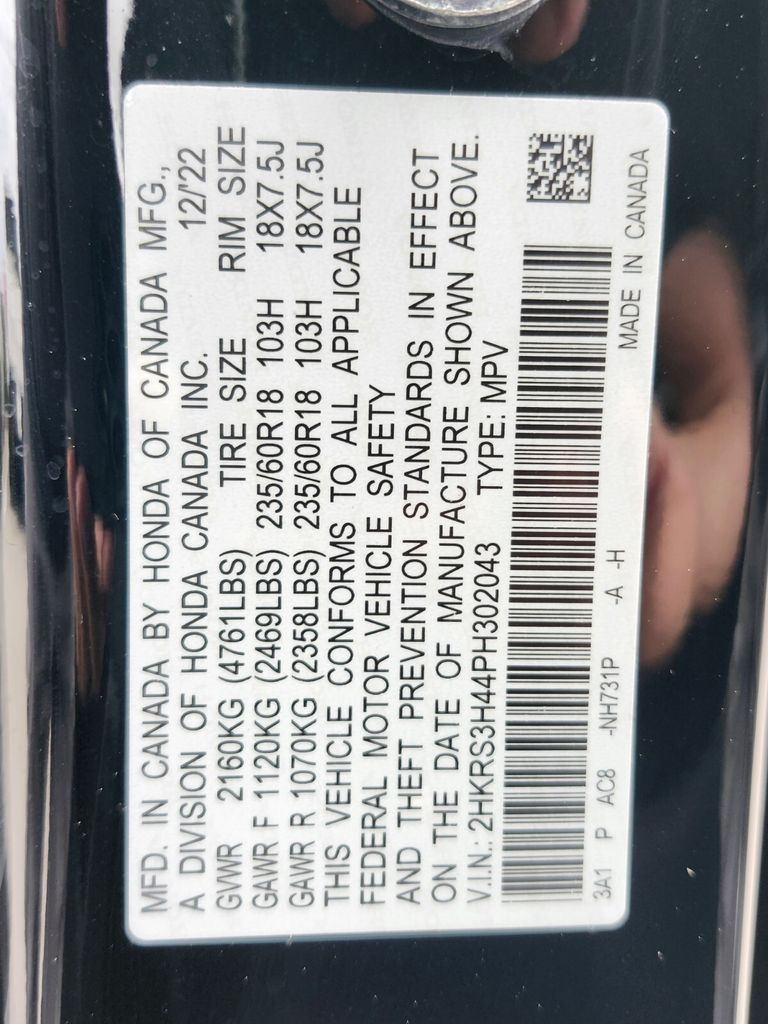 MFD. IN CANADA BY HONDA OF CANADA MFG.,
A DIVISION OF HONDA CANADA INC. 12/'22
GVWR 2160KG (4761LBS) TIRE SIZE RIM SIZE
GAWR F 1120KG (2469LBS) 235/60R18 103H 18X7.5J
GAWR R 1070KG (2358LBS) 235/60R18 103H 18X7.5J
THIS VEHICLE CONFORMS TO ALL APPLICABLE
FEDERAL MOTOR VEHICLE SAFETY
AND THEFT PREVENTION STANDARDS IN EFFECT
ON THE DATE OF MANUFACTURE SHOWN ABOVE.
V.I.N.: 2HKRS3H44PH302043 TYPE: MPV
3A1 P AC8 -NH731P -A -H
MADE IN CANADA